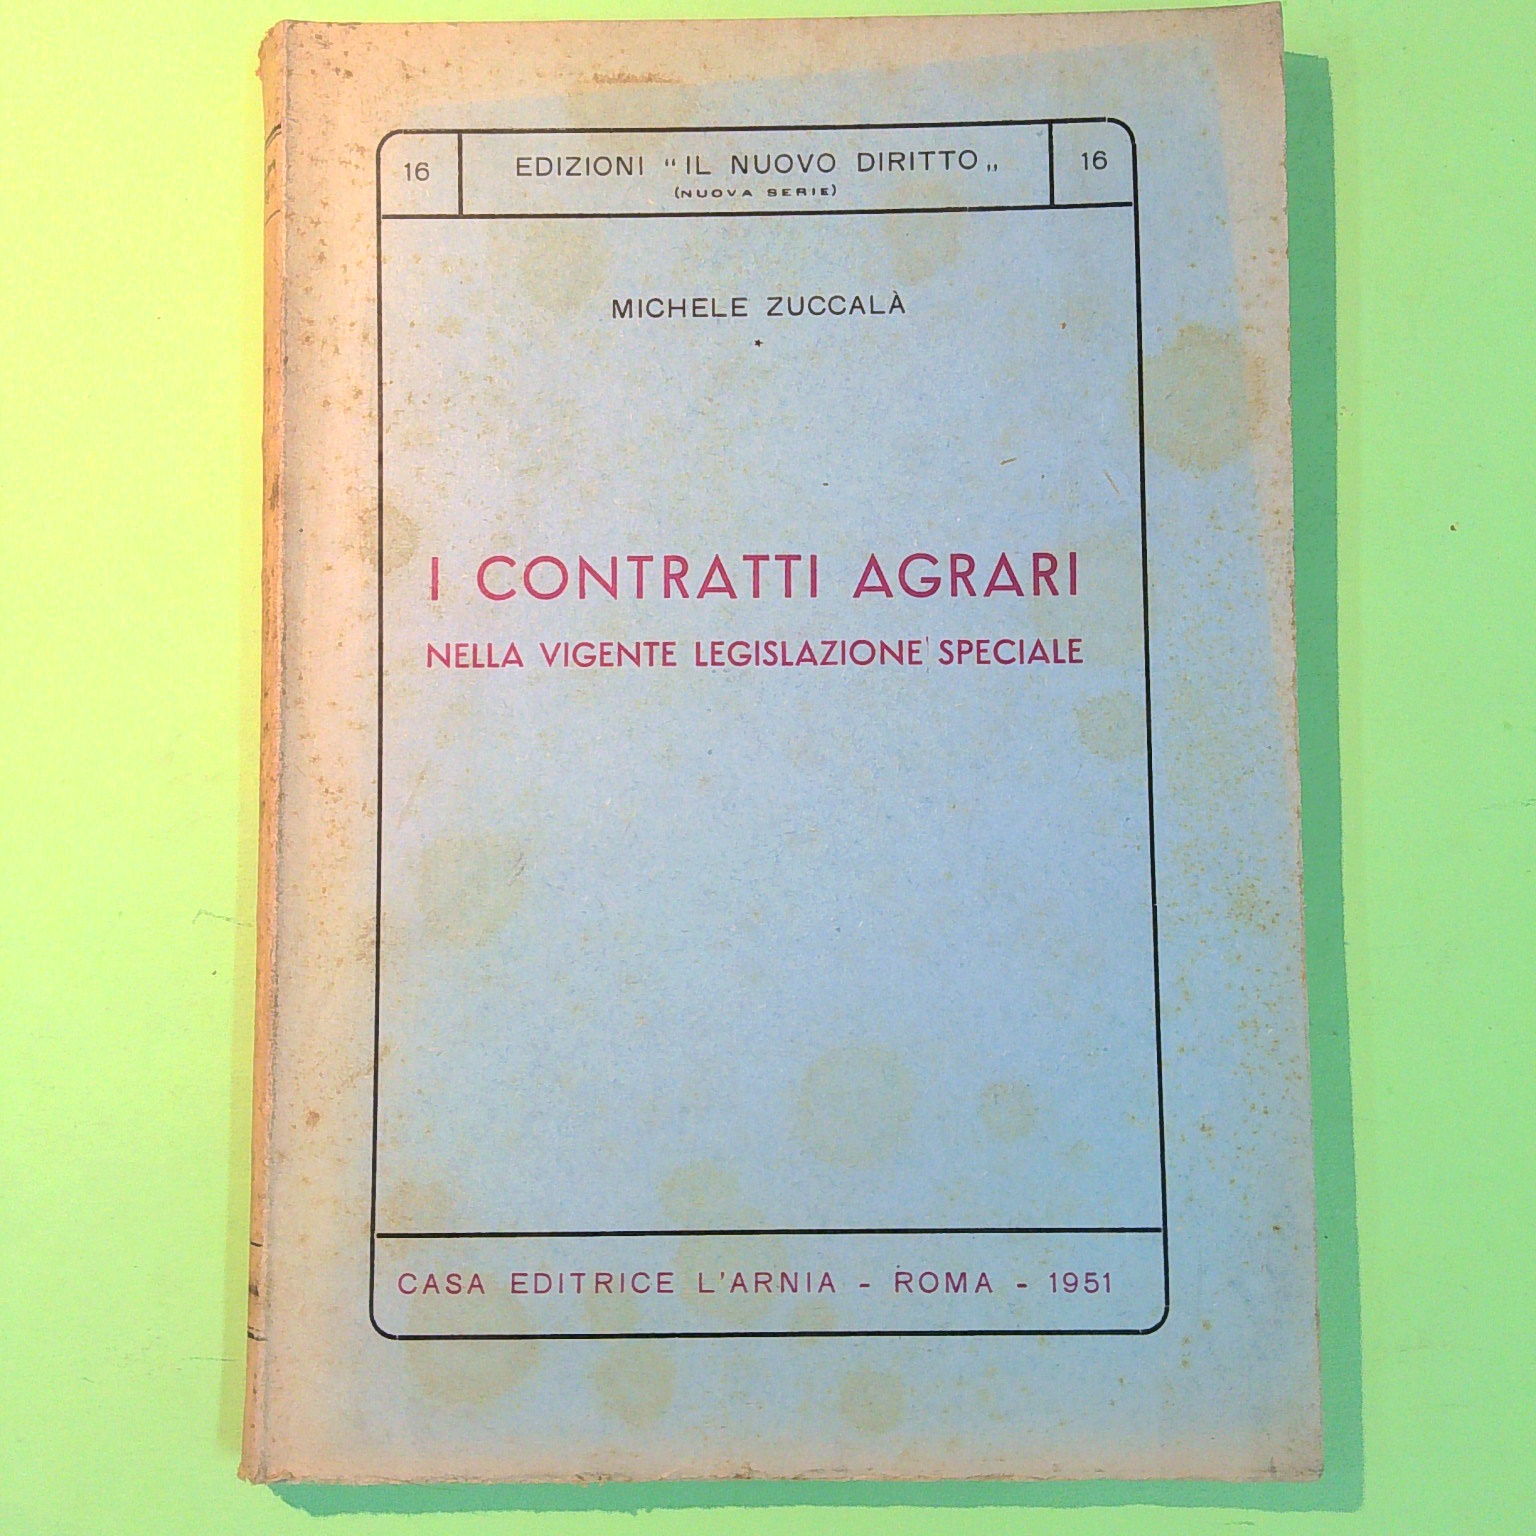 16 EDIZIONI “IL NUOVO DIRITTO„ 16
(NUOVA SERIE)
MICHELE ZUCCALÀ
*
I CONTRATTI AGRARI
NELLA VIGENTE LEGISLAZIONE SPECIALE
CASA EDITRICE L'ARNIA - ROMA - 1951